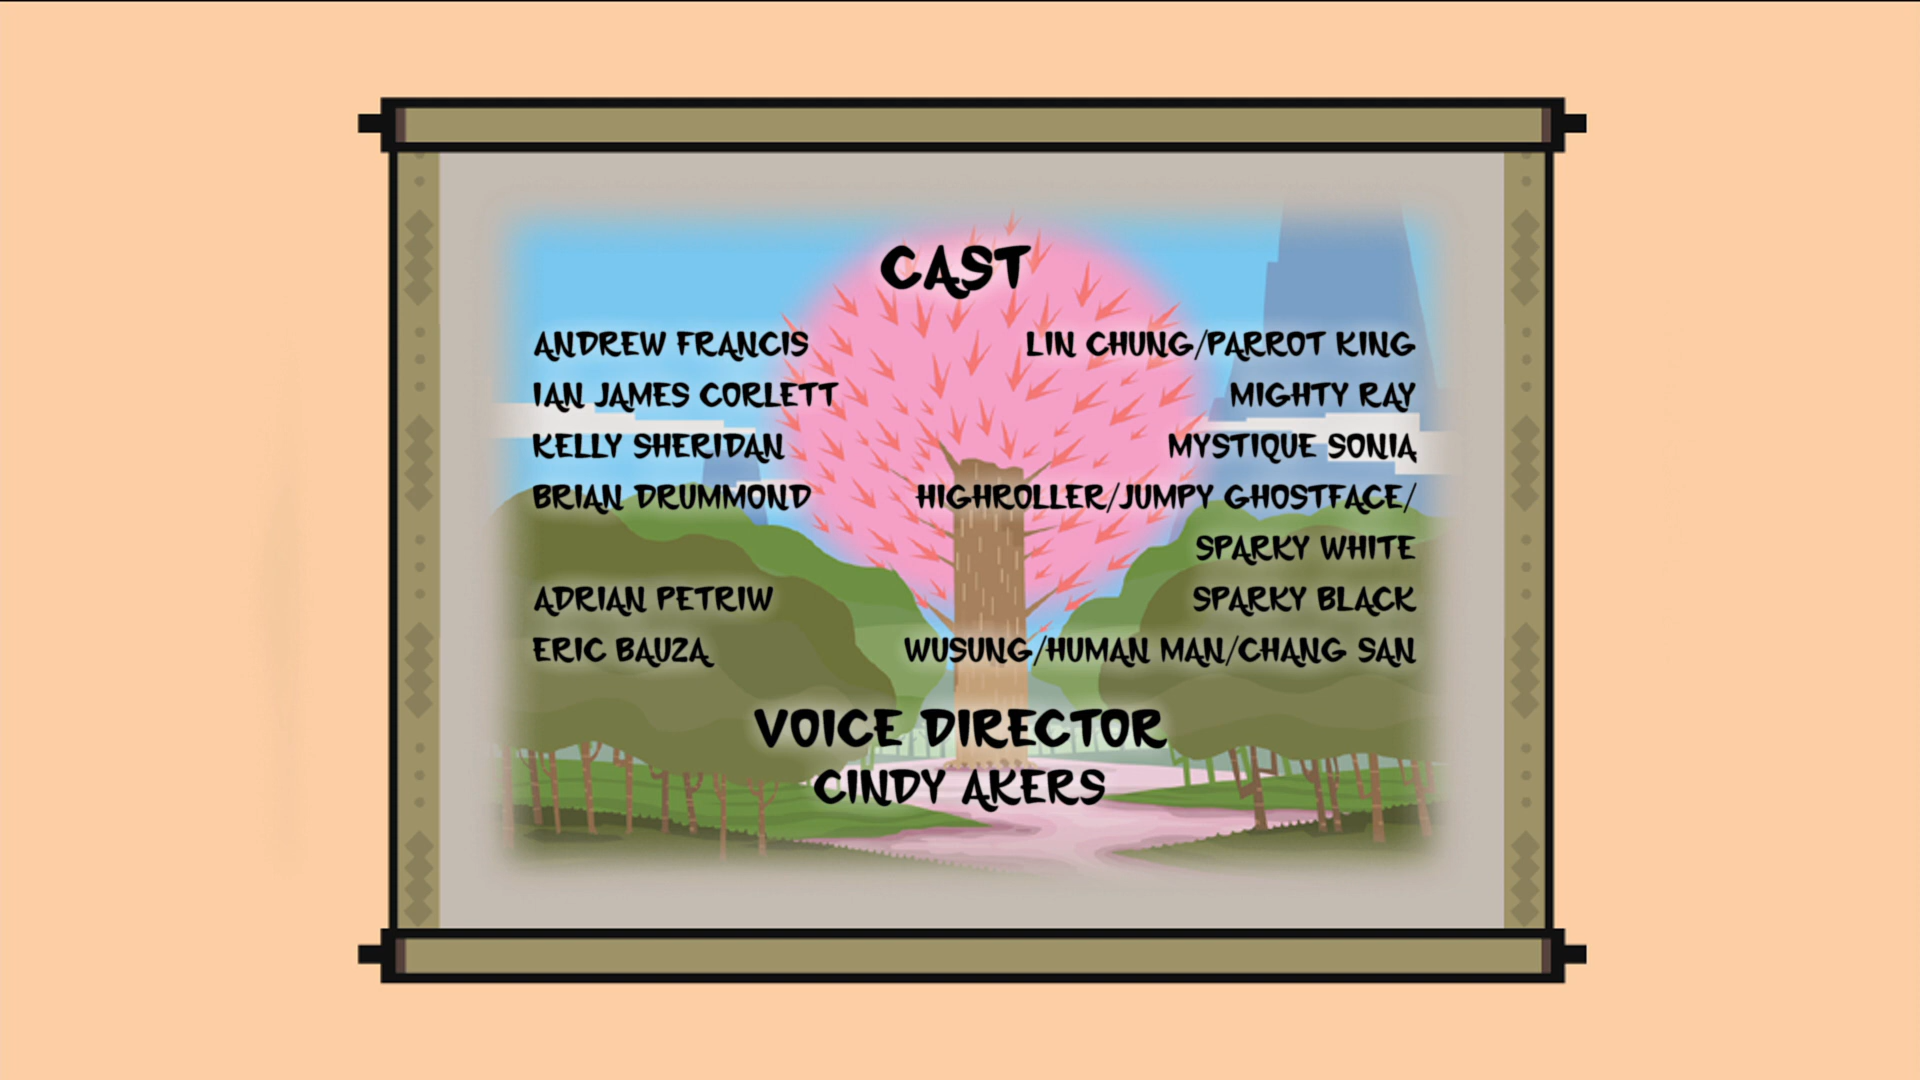 CAST
ANDREW FRANCIS LIN CHUNG/PARROT KING
IAN JAMES CORLETT MIGHTY RAY
KELLY SHERIDAN MYSTIQUE SONIA
BRIAN DRUMMOND HIGHROLLER/JUMPY GHOSTFACE/
SPARKY WHITE
ADRIAN PETRIW SPARKY BLACK
ERIC BAUZA WUSUNG/HUMAN MAN/CHANG SAN
VOICE DIRECTOR
CINDY AKERS